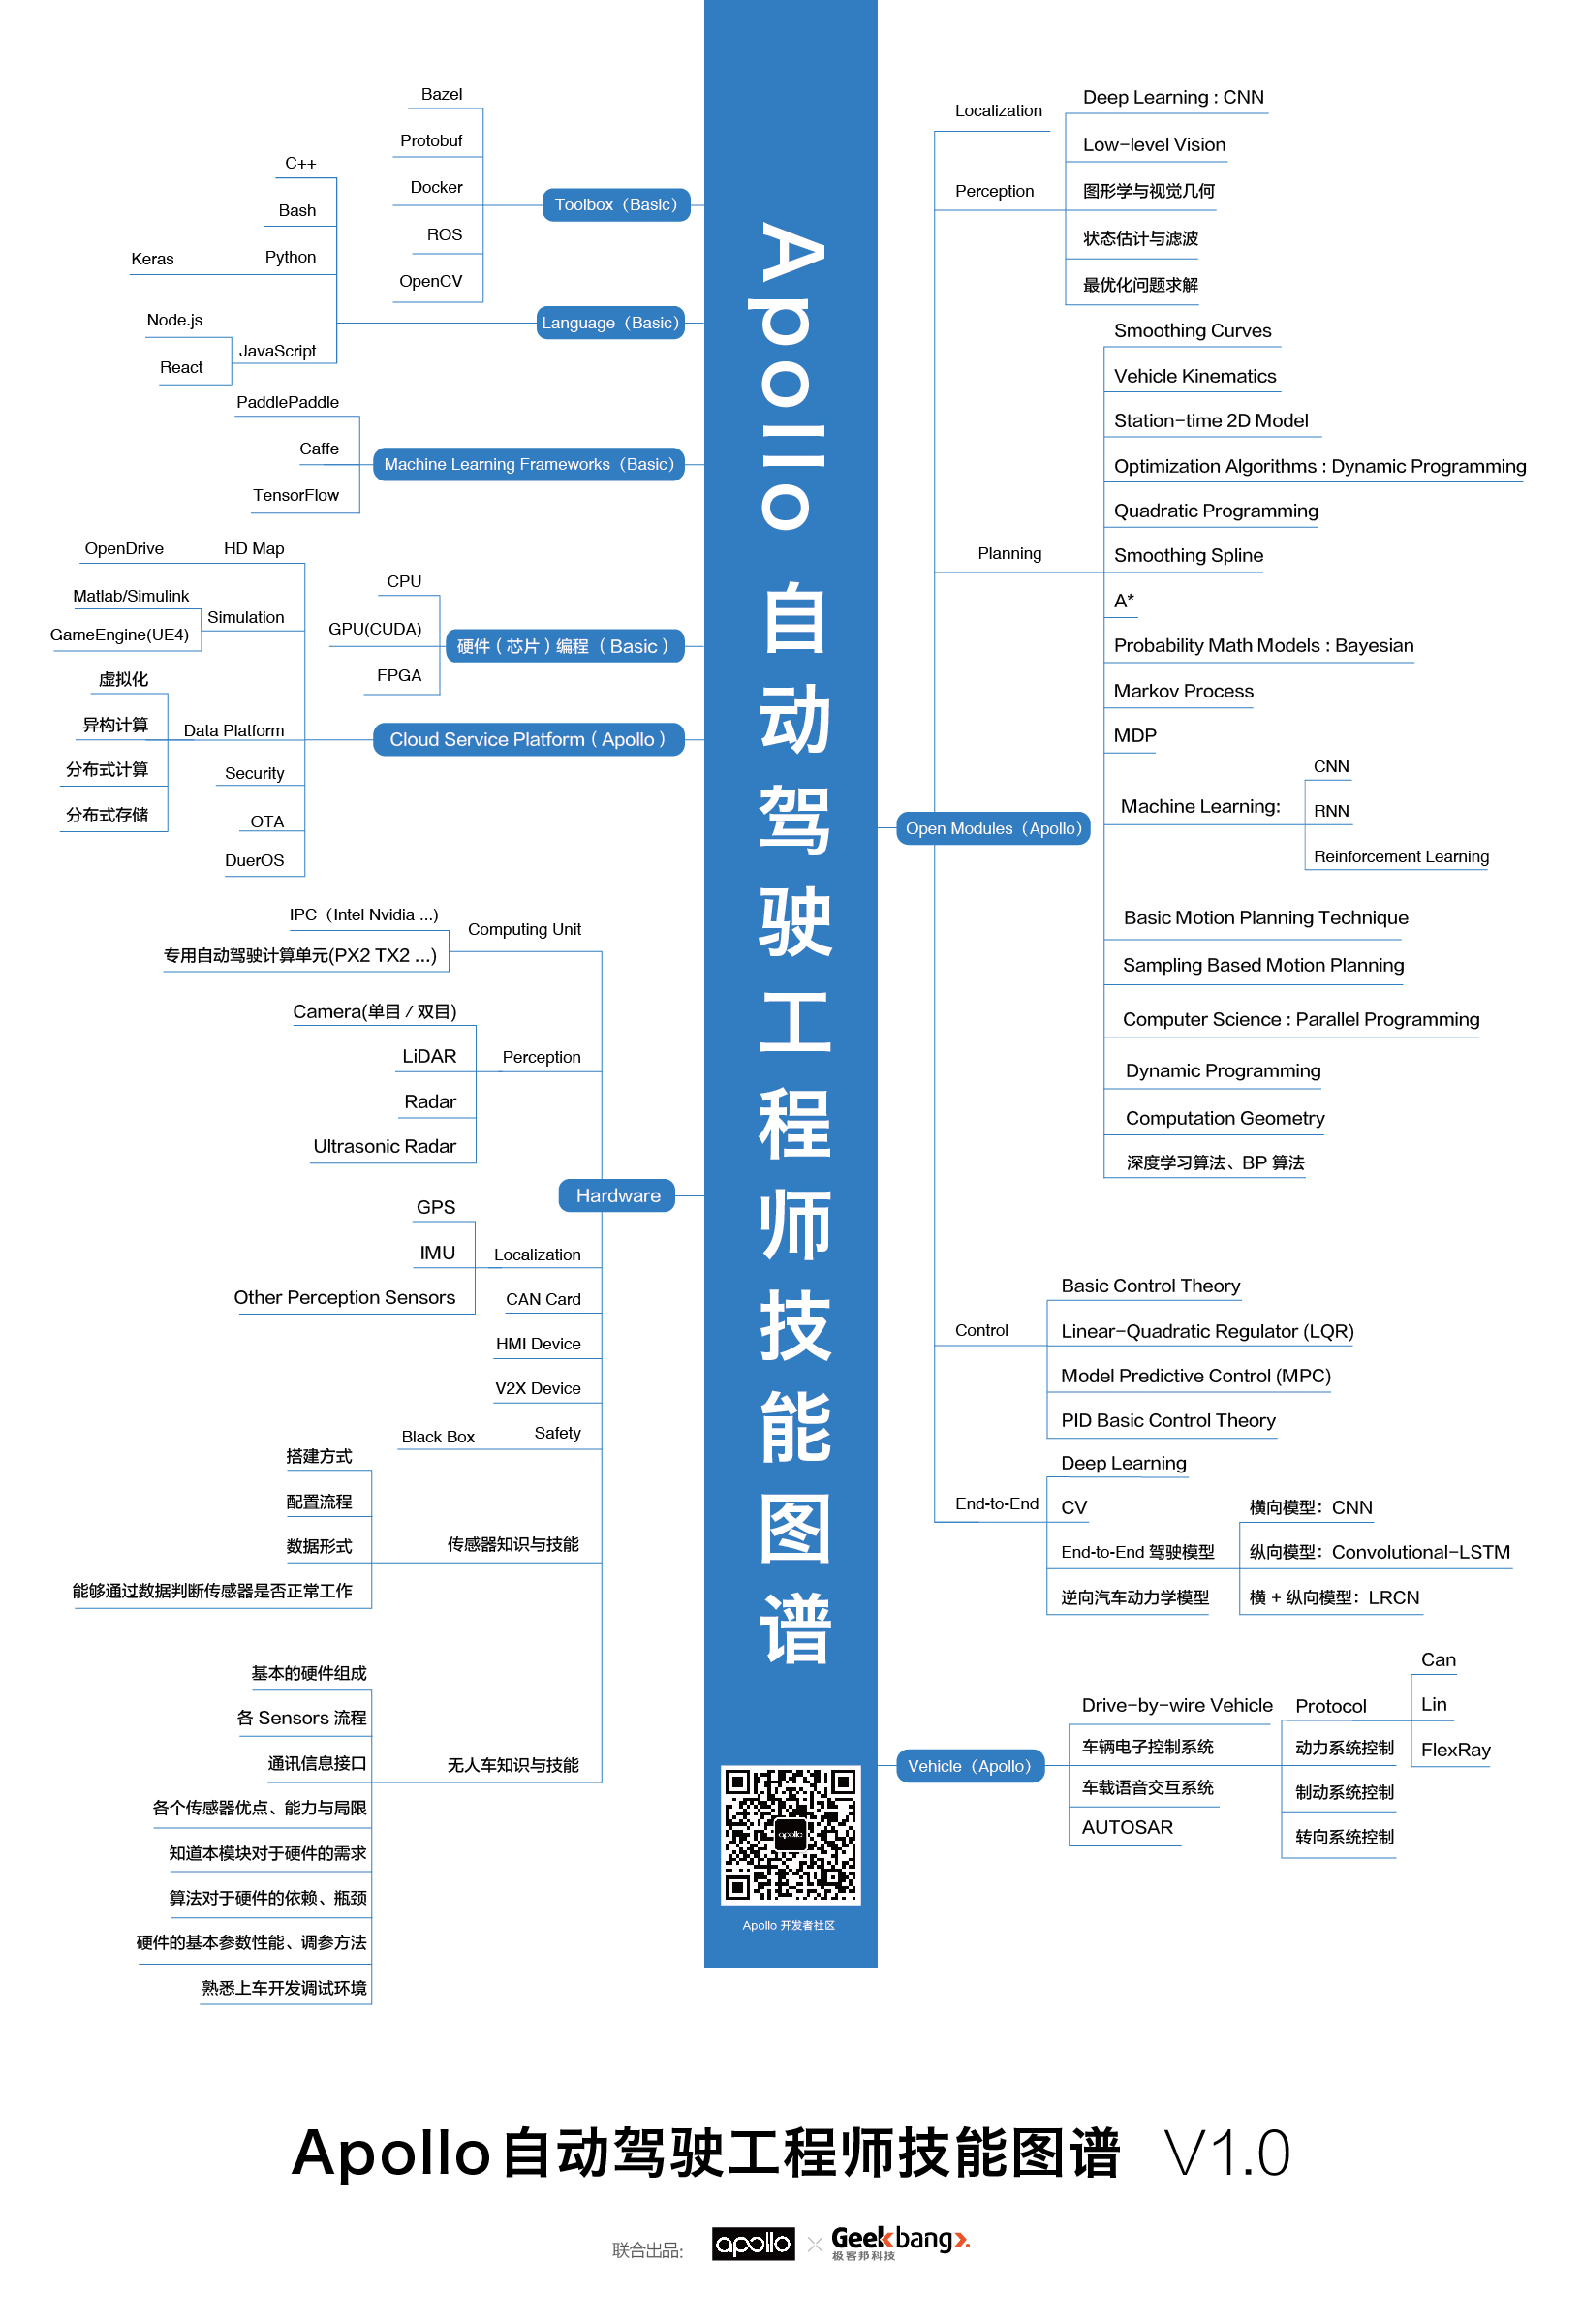 Apollo 自动驾驶工程师技能图谱
Toolbox（Basic）
Bazel
Protobuf
Docker
ROS
OpenCV
Language（Basic）
C++
Bash
Python
Keras
JavaScript
Node.js
React
Machine Learning Frameworks（Basic）
PaddlePaddle
Caffe
TensorFlow
硬件（芯片）编程（Basic）
CPU
GPU(CUDA)
FPGA
Cloud Service Platform（Apollo）
HD Map
OpenDrive
Simulation
Matlab/Simulink
GameEngine(UE4)
Data Platform
虚拟化
异构计算
分布式计算
分布式存储
Security
OTA
DuerOS
Hardware
Computing Unit
IPC（Intel Nvidia ...)
专用自动驾驶计算单元(PX2 TX2 ...)
Perception
Camera(单目 / 双目)
LiDAR
Radar
Ultrasonic Radar
Localization
GPS
IMU
Other Perception Sensors
CAN Card
HMI Device
V2X Device
Safety
Black Box
传感器知识与技能
搭建方式
配置流程
数据形式
能够通过数据判断传感器是否正常工作
无人车知识与技能
基本的硬件组成
各 Sensors 流程
通讯信息接口
各个传感器优点、能力与局限
知道本模块对于硬件的需求
算法对于硬件的依赖、瓶颈
硬件的基本参数性能、调参方法
熟悉上车开发调试环境
Open Modules（Apollo）
Localization
Perception
Deep Learning : CNN
Low-level Vision
图形学与视觉几何
状态估计与滤波
最优化问题求解
Planning
Smoothing Curves
Vehicle Kinematics
Station-time 2D Model
Optimization Algorithms : Dynamic Programming
Quadratic Programming
Smoothing Spline
A*
Probability Math Models : Bayesian
Markov Process
MDP
Machine Learning:
CNN
RNN
Reinforcement Learning
Basic Motion Planning Technique
Sampling Based Motion Planning
Computer Science : Parallel Programming
Dynamic Programming
Computation Geometry
深度学习算法、BP 算法
Control
Basic Control Theory
Linear-Quadratic Regulator (LQR)
Model Predictive Control (MPC)
PID Basic Control Theory
End-to-End
Deep Learning
CV
End-to-End 驾驶模型
横向模型：CNN
纵向模型：Convolutional-LSTM
横 + 纵向模型：LRCN
逆向汽车动力学模型
Vehicle（Apollo）
Drive-by-wire Vehicle
车辆电子控制系统
车载语音交互系统
AUTOSAR
Protocol
Can
Lin
FlexRay
动力系统控制
制动系统控制
转向系统控制
apollo
Apollo 开发者社区
Apollo自动驾驶工程师技能图谱 V1.0
联合出品: apollo × Geekbang>.
极客邦科技